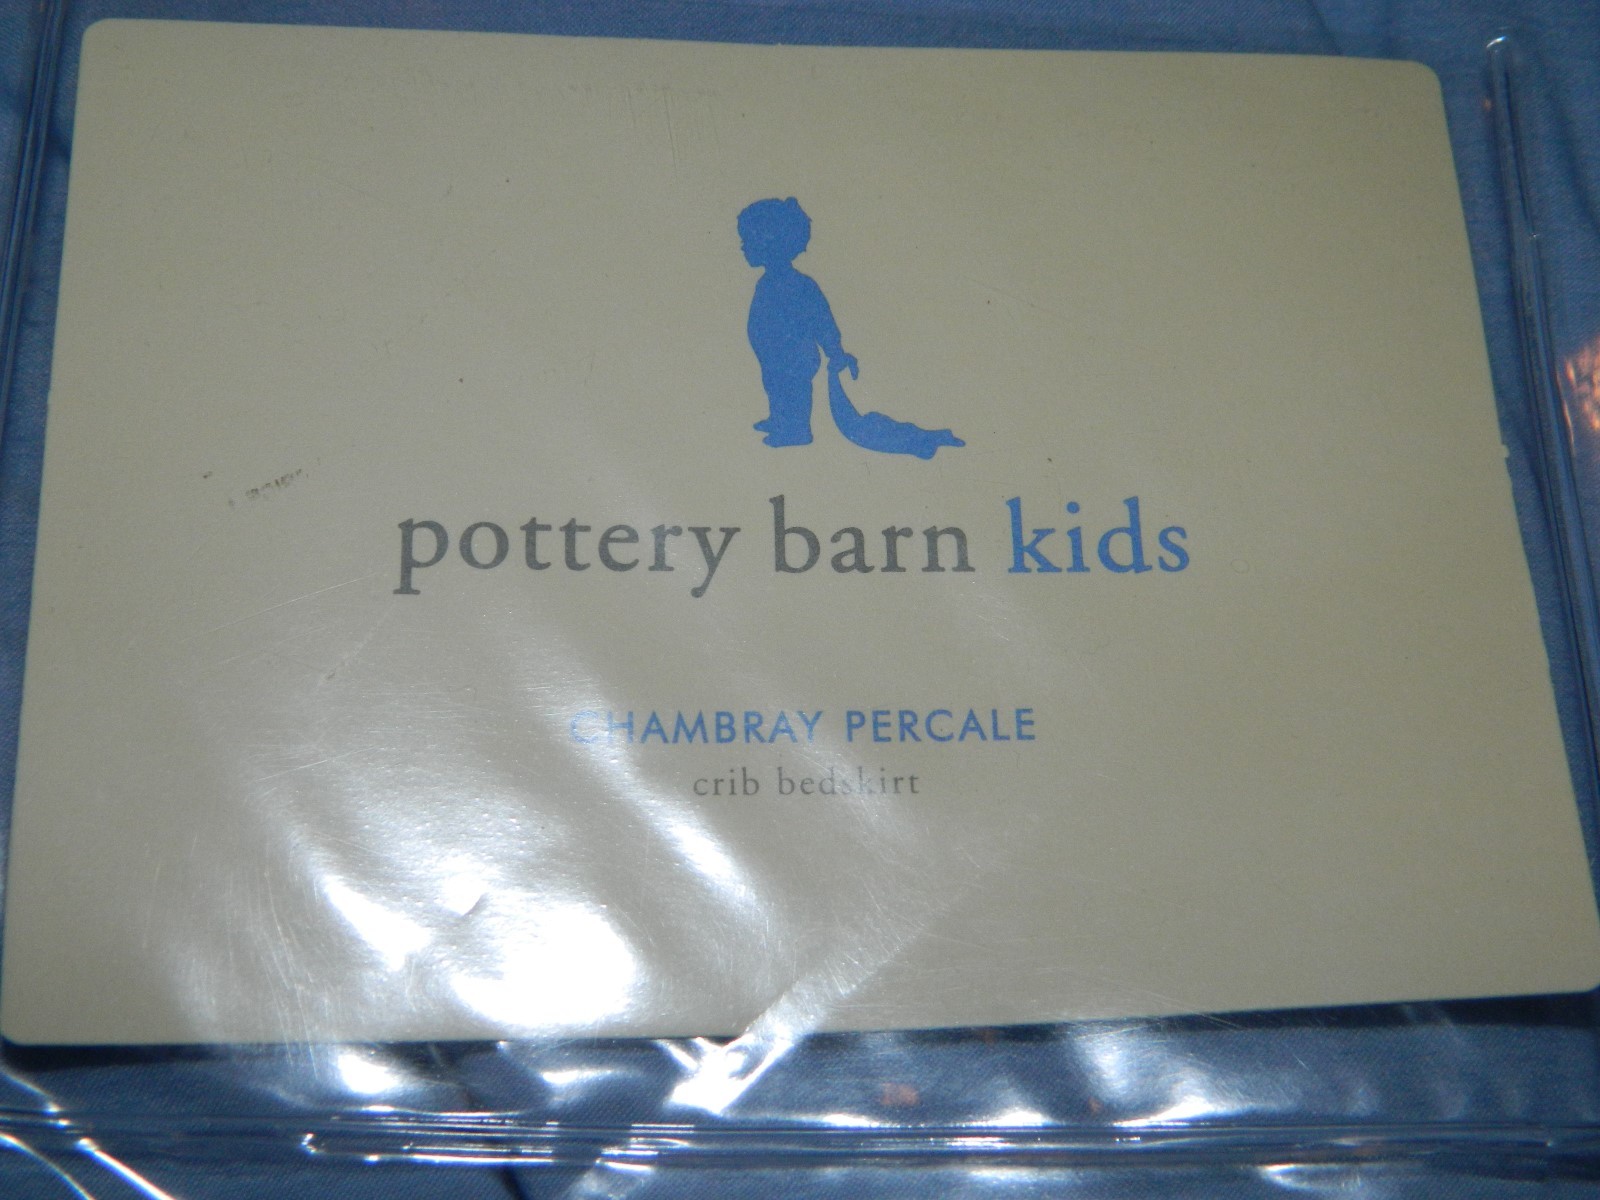 pottery barn kids
CHAMBRAY PERCALE
crib bedskirt